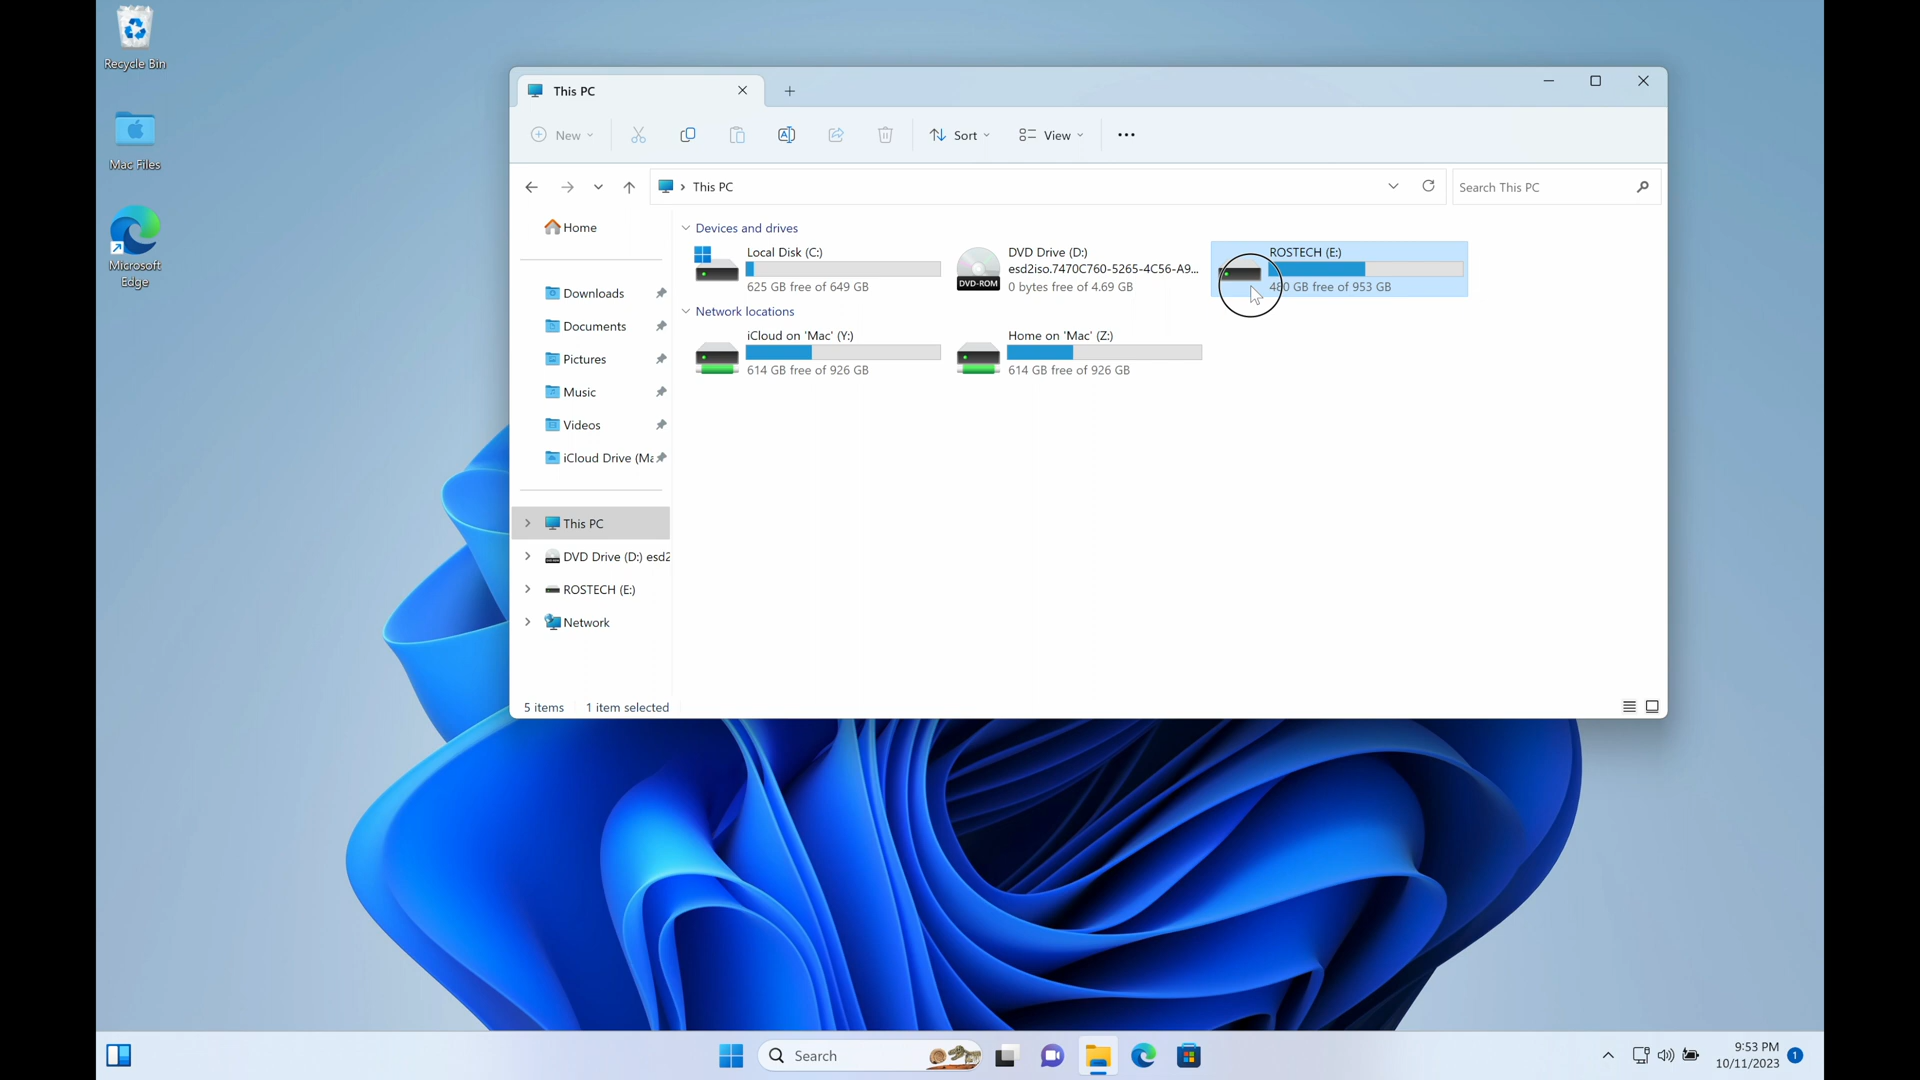 Recycle Bin
Mac Files
Microsoft
Edge
This PC
New
Sort
View
This PC
Search This PC
Home
Downloads
Documents
Pictures
Music
Videos
iCloud Drive (Ma
This PC
DVD Drive (D:) esd2
ROSTECH (E:)
Network
Devices and drives
Local Disk (C:)
625 GB free of 649 GB
DVD Drive (D:)
esd2iso.7470C760-5265-4C56-A9...
DVD-ROM
0 bytes free of 4.69 GB
ROSTECH (E:)
480 GB free of 953 GB
Network locations
iCloud on 'Mac' (Y:)
614 GB free of 926 GB
Home on 'Mac' (Z:)
614 GB free of 926 GB
5 items
1 item selected
Search
9:53 PM
10/11/2023
1